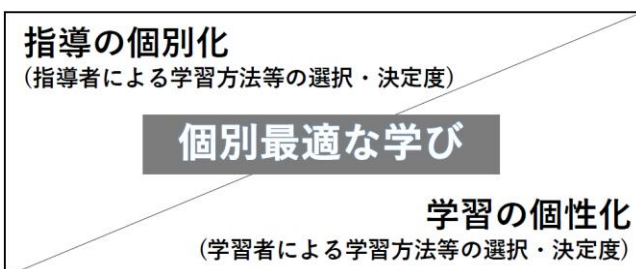 指導の個別化
(指導者による学習方法等の選択・決定度)
個別最適な学び
学習の個性化
(学習者による学習方法等の選択・決定度)